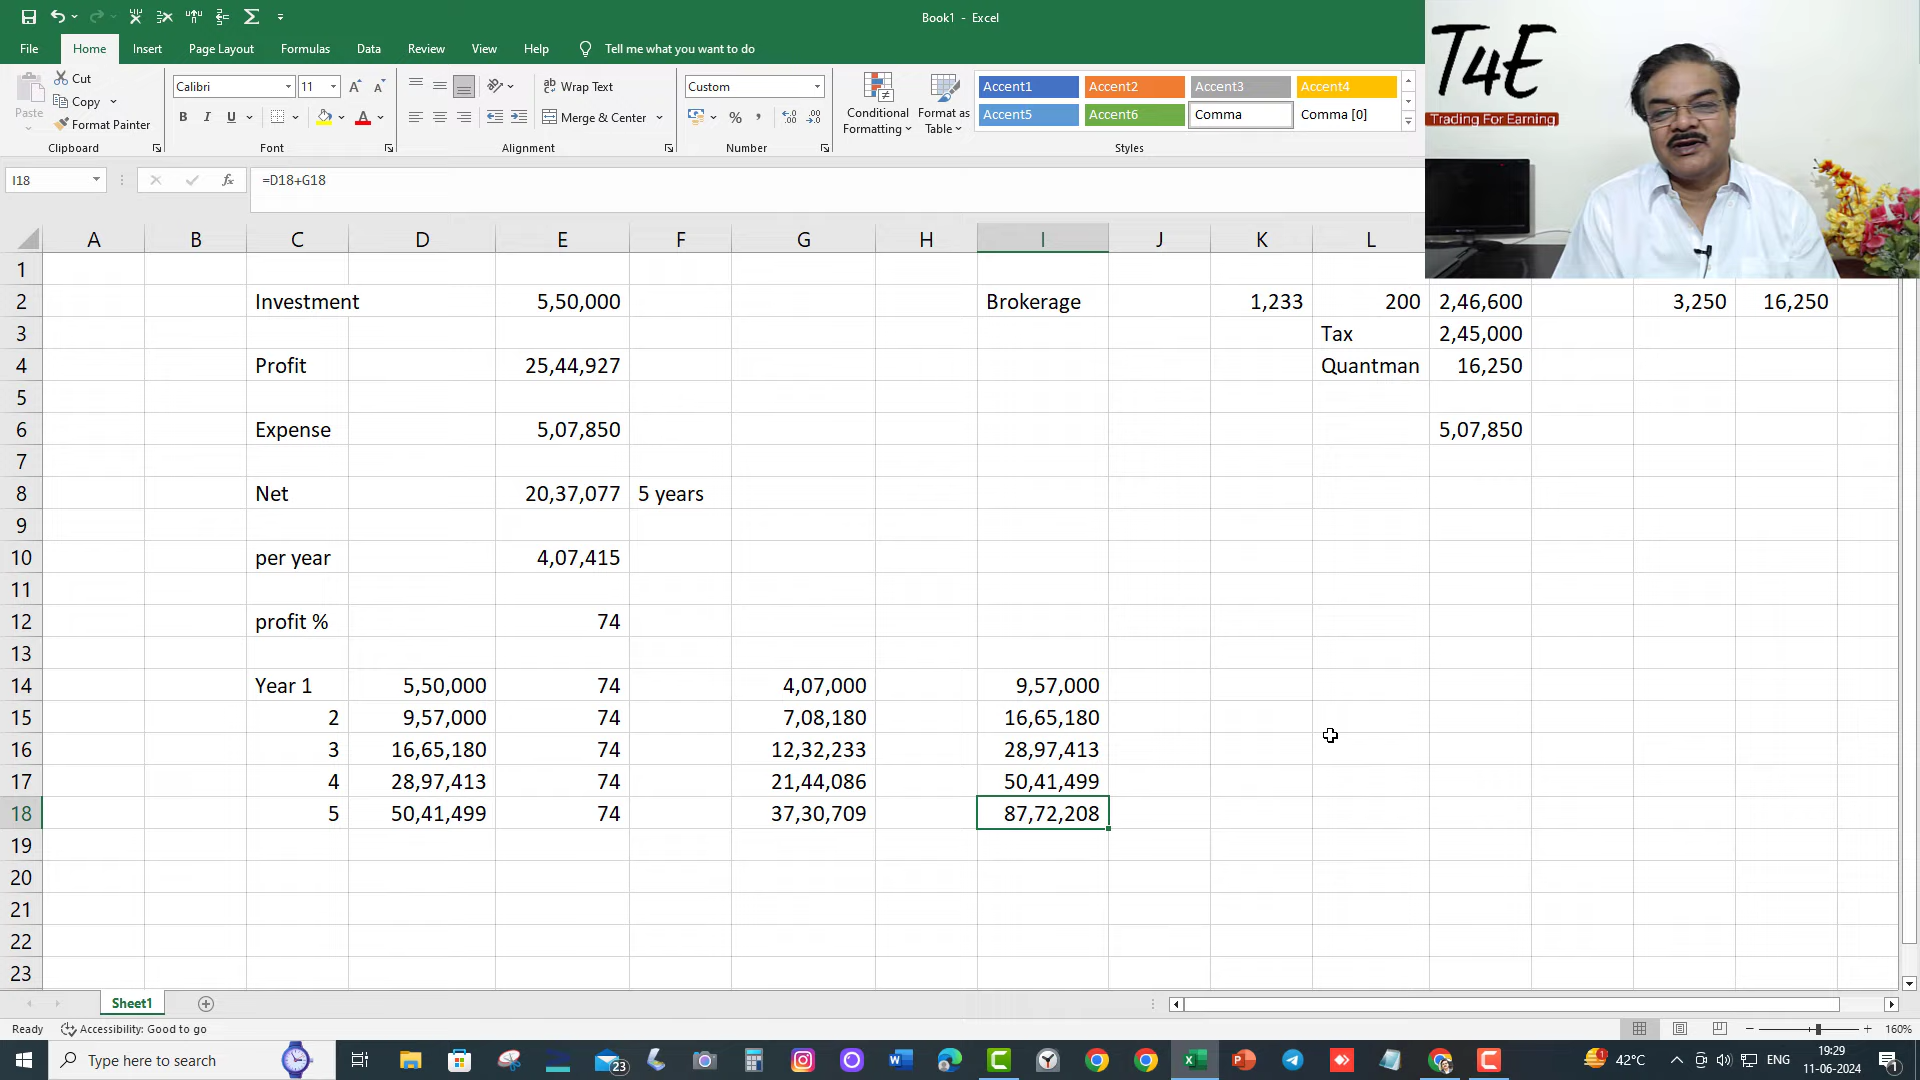 Book1 - Excel
File Home Insert Page Layout Formulas Data Review View Help Tell me what you want to do
T4E
Trading For Earning
Paste
Cut
Copy
Format Painter
Clipboard
Calibri 11
B I U
Font
Wrap Text
Merge & Center
Alignment
Custom
Number
Conditional Formatting
Format as Table
Accent1 Accent2 Accent3 Accent4
Accent5 Accent6 Comma Comma [0]
Styles
I18 fx =D18+G18
A B C D E F G H I J K L
1
2 Investment 5,50,000 Brokerage 1,233 200 2,46,600 3,250 16,250
3 Tax 2,45,000
4 Profit 25,44,927 Quantman 16,250
5
6 Expense 5,07,850 5,07,850
7
8 Net 20,37,077 5 years
9
10 per year 4,07,415
11
12 profit % 74
13
14 Year 1 5,50,000 74 4,07,000 9,57,000
15 2 9,57,000 74 7,08,180 16,65,180
16 3 16,65,180 74 12,32,233 28,97,413
17 4 28,97,413 74 21,44,086 50,41,499
18 5 50,41,499 74 37,30,709 87,72,208
19
20
21
22
23
Sheet1
Ready Accessibility: Good to go 160%
Type here to search 23 42°C ENG 19:29
11-06-2024 1